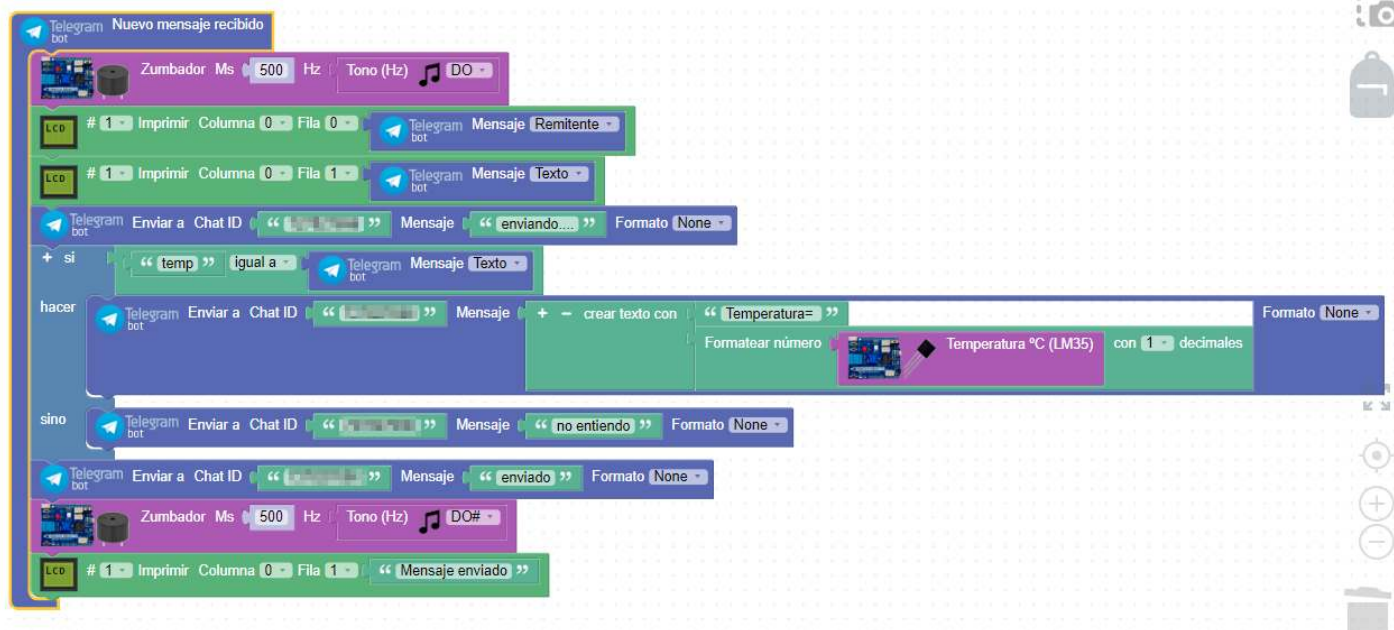 Telegram bot Nuevo mensaje recibido
Zumbador Ms 500 Hz Tono (Hz) DO
LCD # 1 Imprimir Columna 0 Fila 0 Telegram bot Mensaje Remitente
LCD # 1 Imprimir Columna 0 Fila 1 Telegram bot Mensaje Texto
Telegram bot Enviar a Chat ID “ ” Mensaje “ enviando.... ” Formato None
+ si “ temp ” igual a Telegram bot Mensaje Texto
hacer Telegram bot Enviar a Chat ID “ ” Mensaje + − crear texto con “ Temperatura= ” Formato None
Formatear número Temperatura ºC (LM35) con 1 decimales
sino Telegram bot Enviar a Chat ID “ ” Mensaje “ no entiendo ” Formato None
Telegram bot Enviar a Chat ID “ ” Mensaje “ enviado ” Formato None
Zumbador Ms 500 Hz Tono (Hz) DO#
LCD # 1 Imprimir Columna 0 Fila 1 “ Mensaje enviado ”